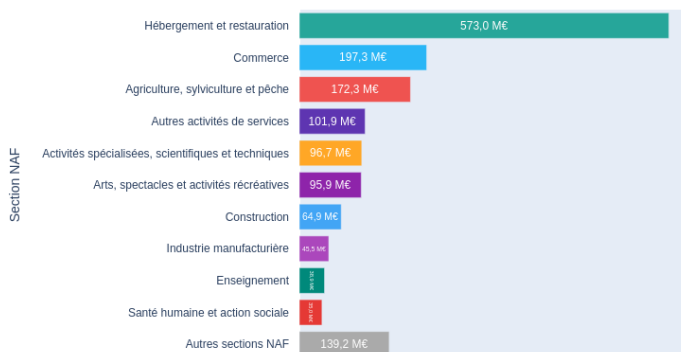 Section NAF
Hébergement et restauration 573,0 M€
Commerce 197,3 M€
Agriculture, sylviculture et pêche 172,3 M€
Autres activités de services 101,9 M€
Activités spécialisées, scientifiques et techniques 96,7 M€
Arts, spectacles et activités récréatives 95,9 M€
Construction 64,9 M€
Industrie manufacturière 45,5 M€
Enseignement
Santé humaine et action sociale
Autres sections NAF 139,2 M€